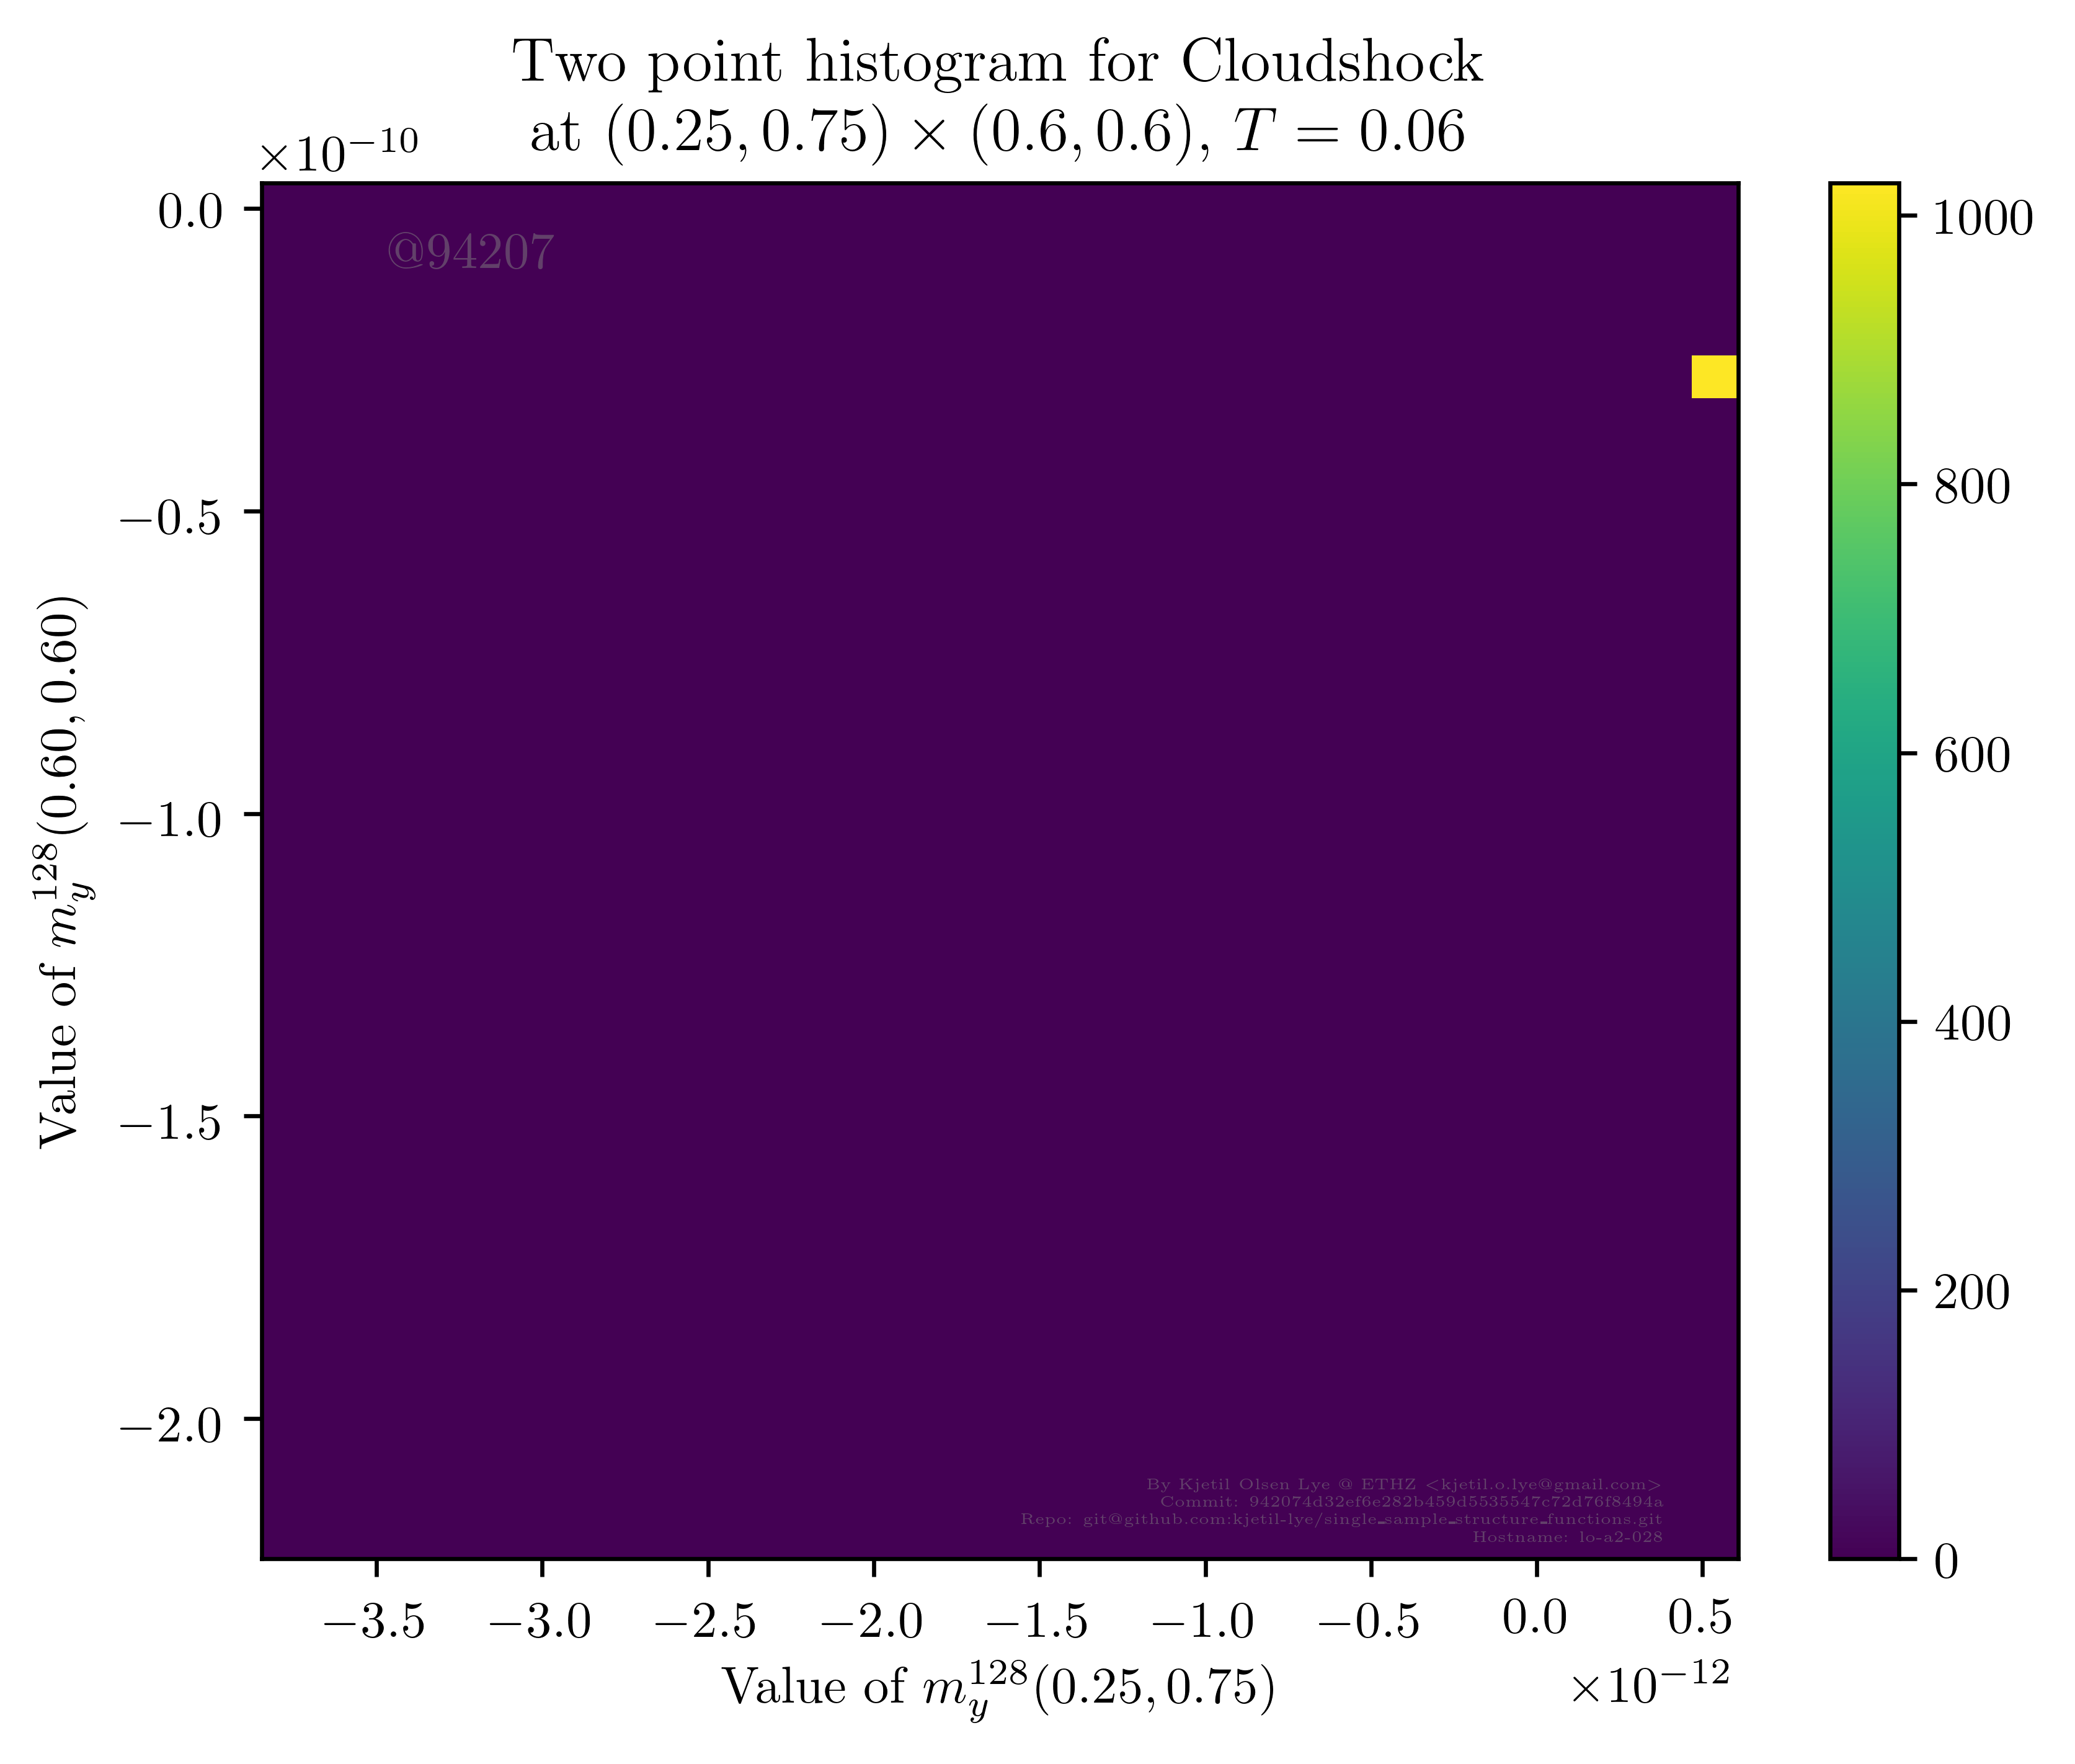 Two point histogram for Cloudshock
at (0.25, 0.75) × (0.6, 0.6), T = 0.06
×10⁻¹⁰
0.0
−0.5
−1.0
−1.5
−2.0
Value of m_y^128(0.60, 0.60)
@94207
1000
800
600
400
200
0
By Kjetil Olsen Lye @ ETHZ <kjetil.o.lye@gmail.com>
Commit: 942074d32ef6e282b459d5535547c72d76f8494a
Repo: git@github.com:kjetil-lye/single_sample_structure_functions.git
Hostname: lo-a2-028
−3.5 −3.0 −2.5 −2.0 −1.5 −1.0 −0.5 0.0 0.5
Value of m_y^128(0.25, 0.75)
×10⁻¹²